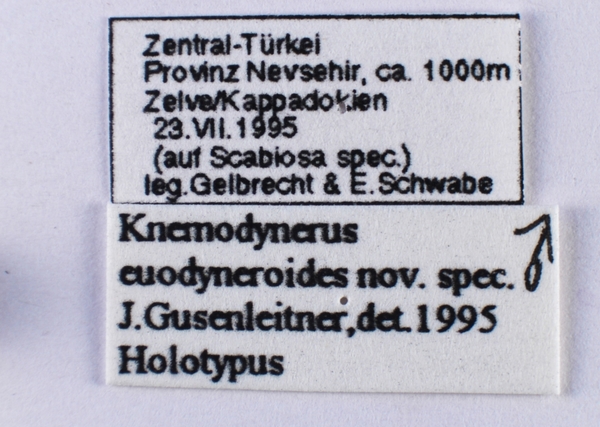 Zentral-Türkei
Provinz Nevsehir, ca. 1000m
Zelve/Kappadokien
23.VII.1995
(auf Scabiosa spec.)
leg.Gelbrecht & E.Schwabe
Knemodynerus
euodyneroides nov. spec. ♂
J.Gusenleitner,det.1995
Holotypus